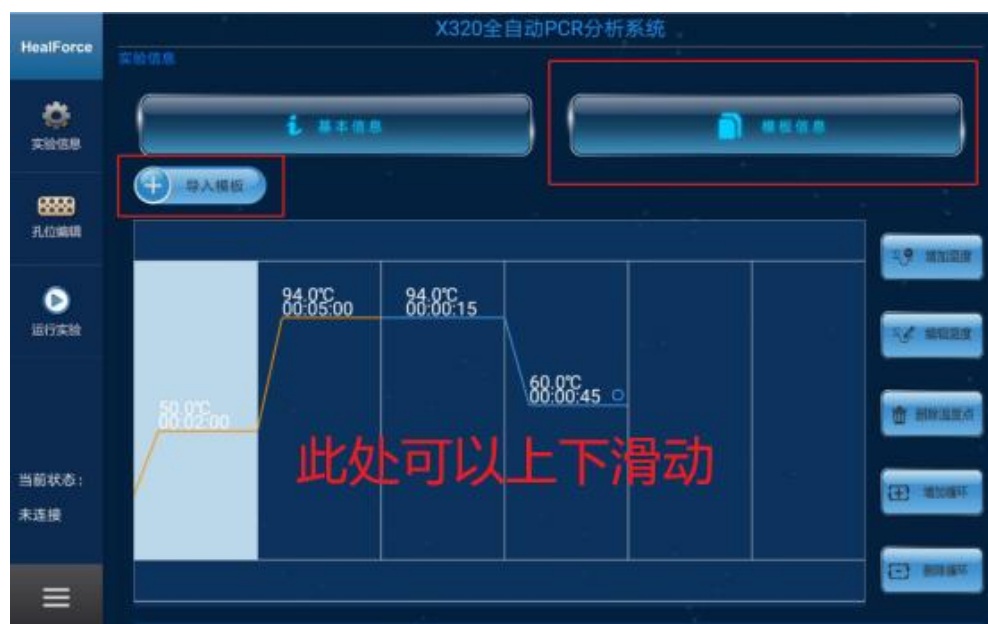 X320全自动PCR分析系统
HealForce
实验信息
基本信息
模板信息
实验信息
导入模板
孔位编辑
增加温度
94.0℃
00:05:00
94.0℃
00:00:15
运行实验
编辑温度
60.0℃
00:00:45
50.0℃
00:02:00
删除温度点
此处可以上下滑动
当前状态：
未连接
增加循环
删除循环